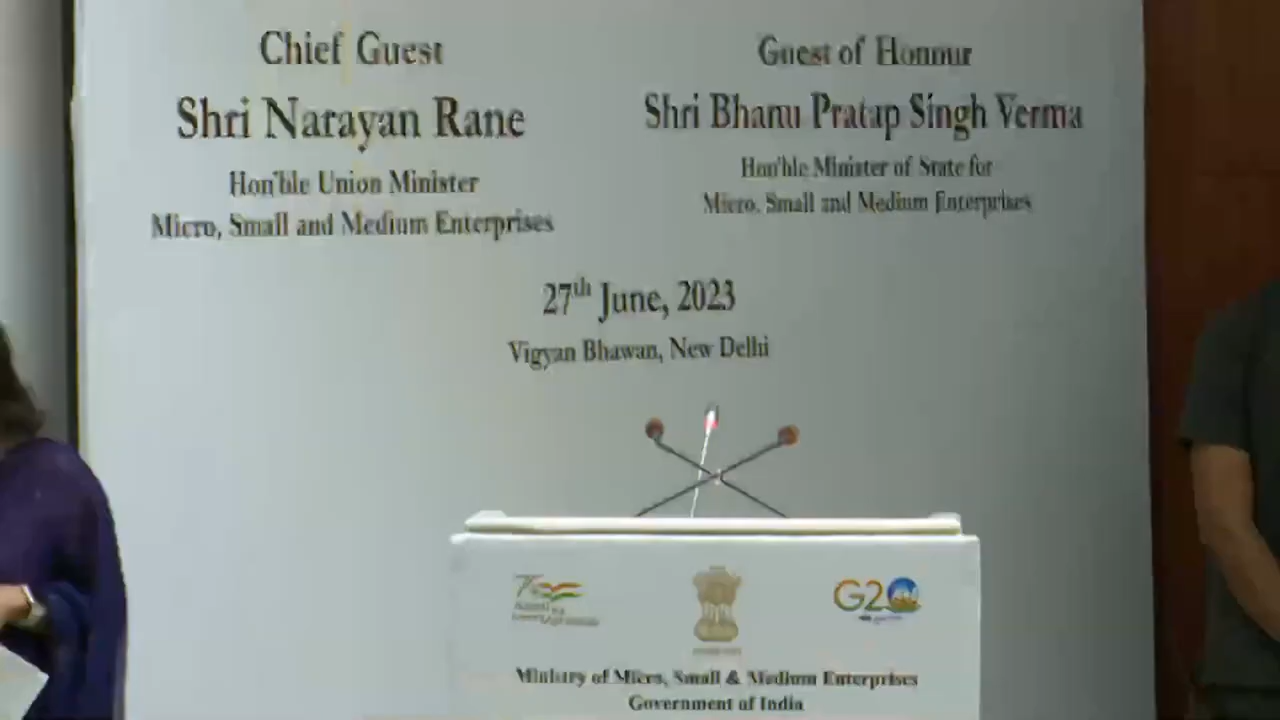 Chief Guest
Shri Narayan Rane
Hon'ble Union Minister
Micro, Small and Medium Enterprises
Guest of Honour
Shri Bhanu Pratap Singh Verma
Hon'ble Minister of State for
Micro, Small and Medium Enterprises
27th June, 2023
Vigyan Bhawan, New Delhi
G20
Ministry of Micro, Small & Medium Enterprises
Government of India